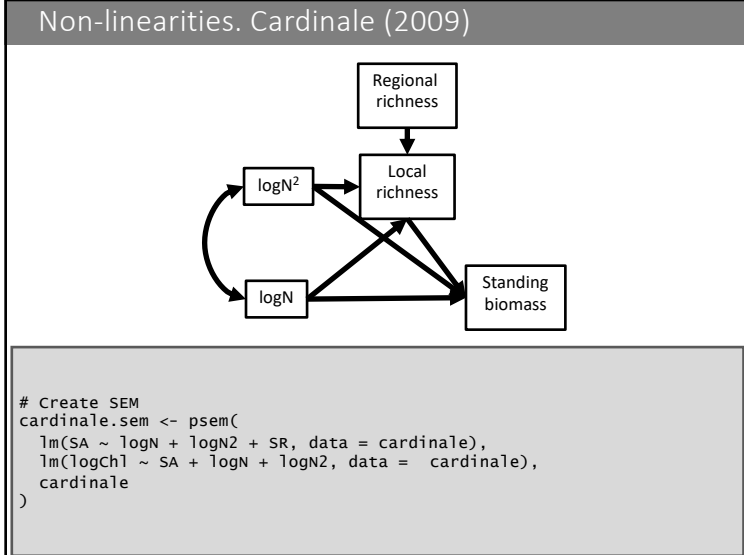 Non-linearities. Cardinale (2009)
Regional
richness
Local
richness
logN²
logN
Standing
biomass
# Create SEM
cardinale.sem <- psem(
  lm(SA ~ logN + logN2 + SR, data = cardinale),
  lm(logChl ~ SA + logN + logN2, data =  cardinale),
  cardinale
)